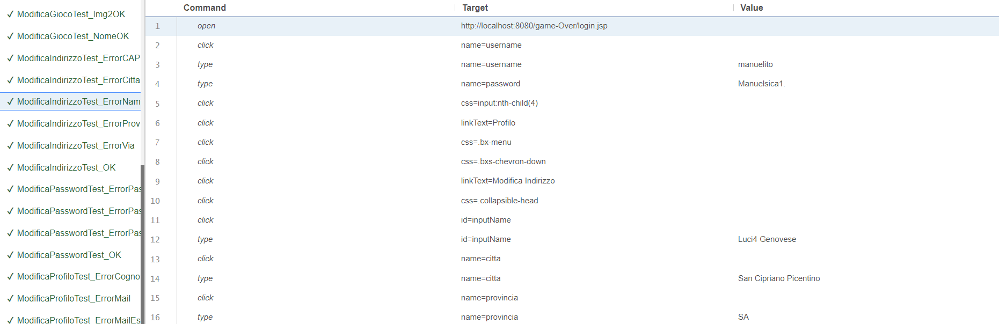 ✓ ModificaGiocoTest_Img2OK
✓ ModificaGiocoTest_NomeOK
✓ ModificaIndirizzoTest_ErrorCAP
✓ ModificaIndirizzoTest_ErrorCitta
✓ ModificaIndirizzoTest_ErrorNam
✓ ModificaIndirizzoTest_ErrorProv
✓ ModificaIndirizzoTest_ErrorVia
✓ ModificaIndirizzoTest_OK
✓ ModificaPasswordTest_ErrorPas
✓ ModificaPasswordTest_ErrorPas
✓ ModificaPasswordTest_ErrorPas
✓ ModificaPasswordTest_OK
✓ ModificaProfiloTest_ErrorCogno
✓ ModificaProfiloTest_ErrorMail
✓ ModificaProfiloTest_ErrorMailEs
Command Target Value
1 open http://localhost:8080/game-Over/login.jsp
2 click name=username
3 type name=username manuelito
4 type name=password Manuelsica1.
5 click css=input:nth-child(4)
6 click linkText=Profilo
7 click css=.bx-menu
8 click css=.bxs-chevron-down
9 click linkText=Modifica Indirizzo
10 click css=.collapsible-head
11 click id=inputName
12 type id=inputName Luci4 Genovese
13 click name=citta
14 type name=citta San Cipriano Picentino
15 click name=provincia
16 type name=provincia SA